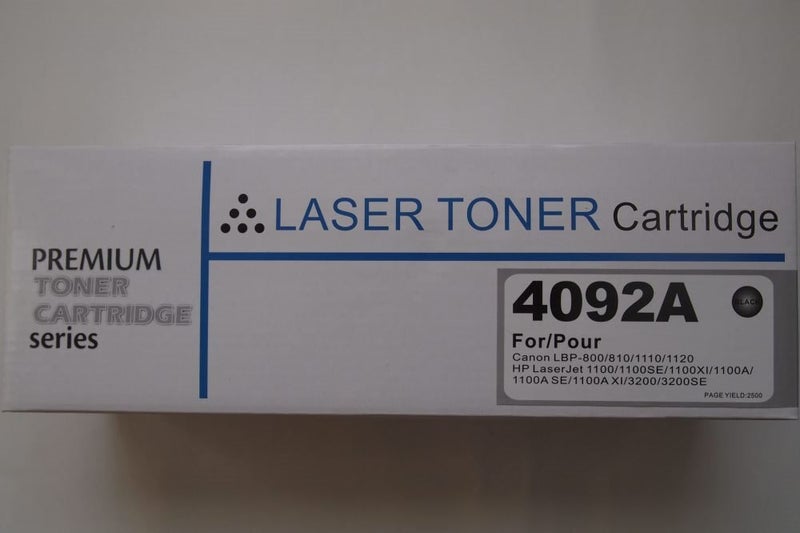 PREMIUM
TONER
CARTRIDGE
series
LASER TONER Cartridge
4092A
BLACK
For/Pour
Canon LBP-800/810/1110/1120
HP LaserJet 1100/1100SE/1100XI/1100A/
1100A SE/1100A XI/3200/3200SE
PAGE YIELD:2500